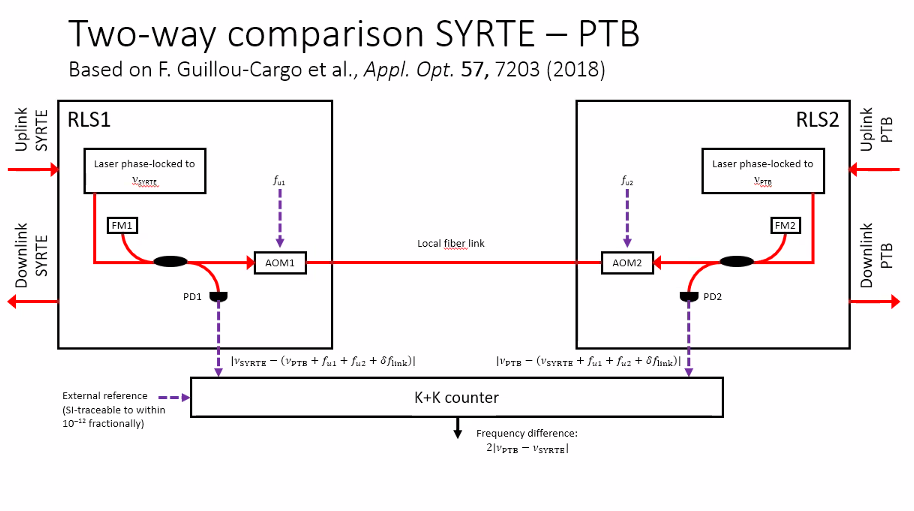 Two-way comparison SYRTE – PTB
Based on F. Guillou-Cargo et al., Appl. Opt. 57, 7203 (2018)
Uplink
SYRTE
Downlink
SYRTE
RLS1
Laser phase-locked to
νSYRTE
FM1
fu1
AOM1
PD1
Local fiber link
RLS2
Laser phase-locked to
νPTB
FM2
fu2
AOM2
PD2
Uplink
PTB
Downlink
PTB
|νSYRTE − (νPTB + fu1 + fu2 + δflink)|
|νPTB − (νSYRTE + fu1 + fu2 + δflink)|
External reference
(SI-traceable to within
10⁻¹² fractionally)
K+K counter
Frequency difference:
2|νPTB − νSYRTE|